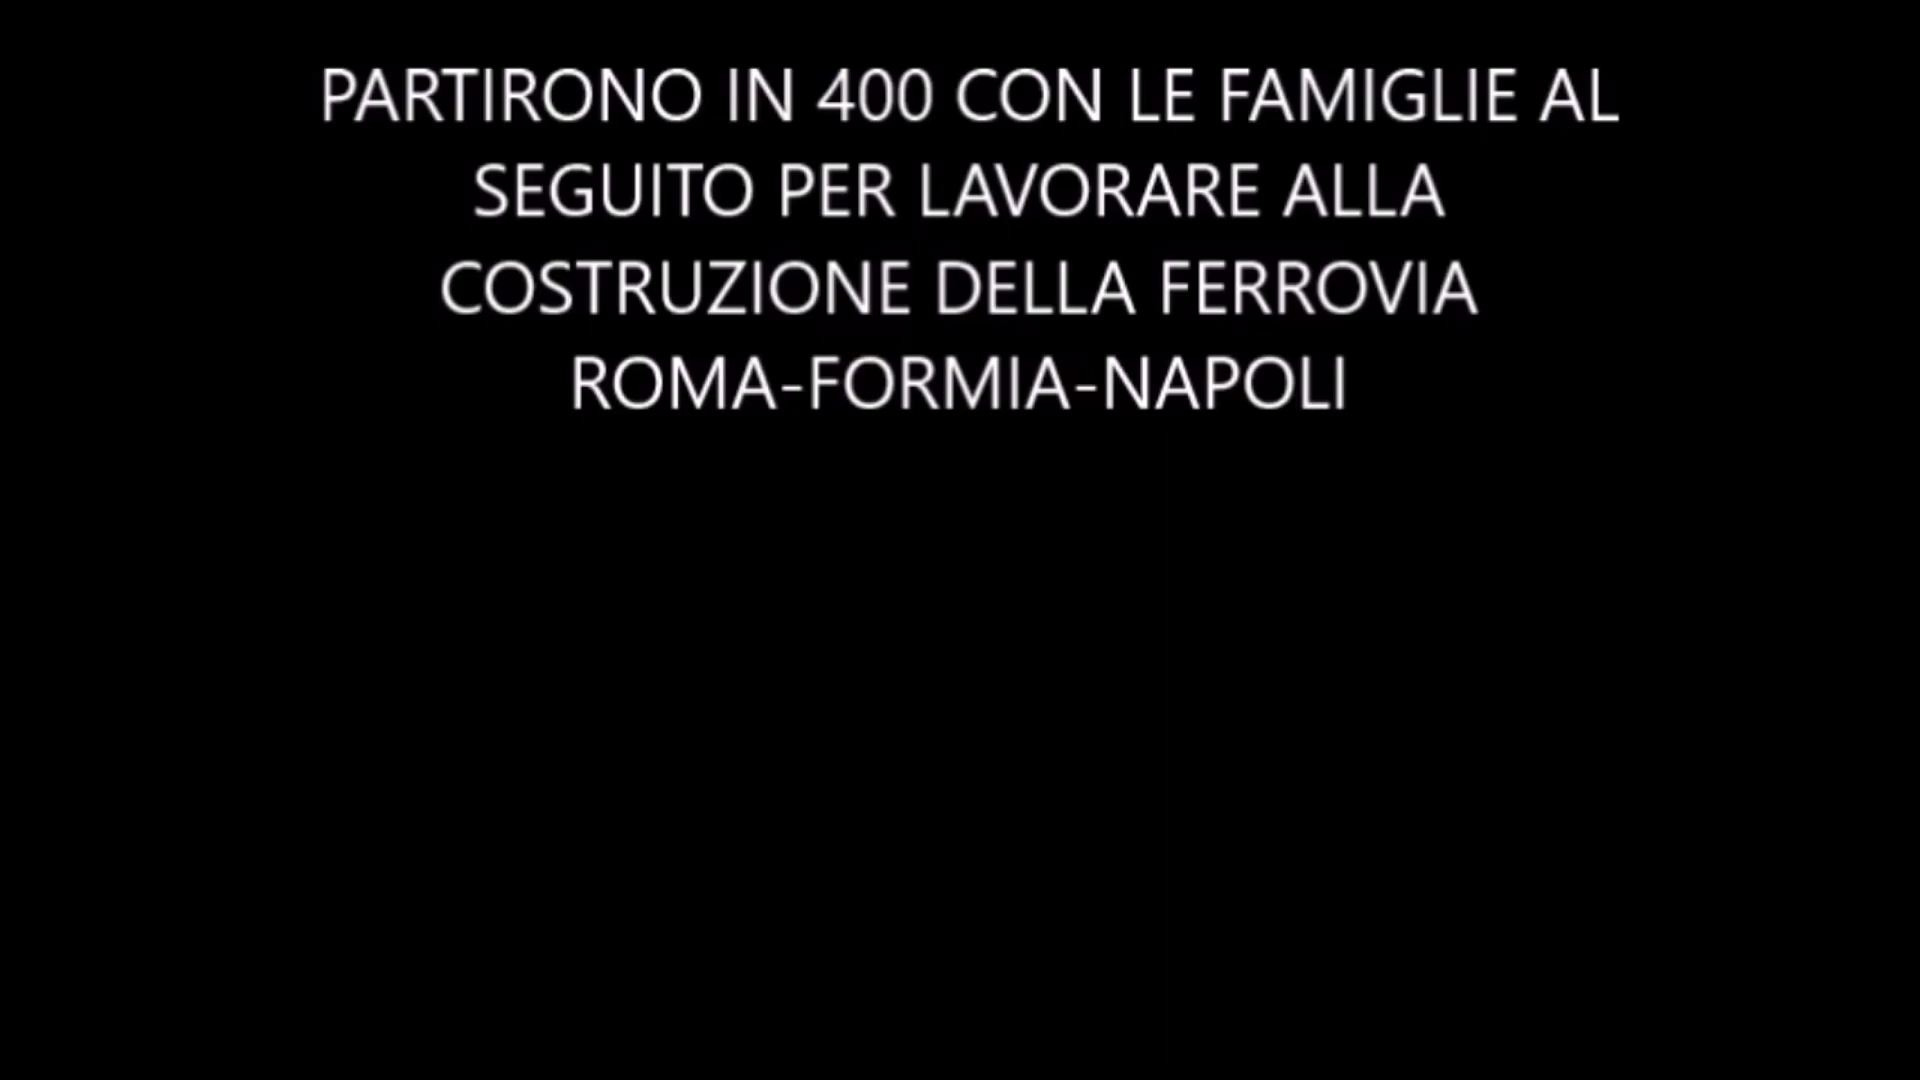 PARTIRONO IN 400 CON LE FAMIGLIE AL
SEGUITO PER LAVORARE ALLA
COSTRUZIONE DELLA FERROVIA
ROMA-FORMIA-NAPOLI